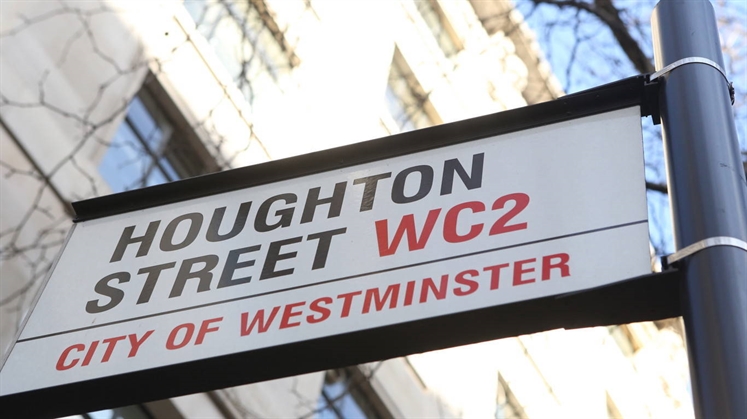 HOUGHTON
STREET WC2
CITY OF WESTMINSTER